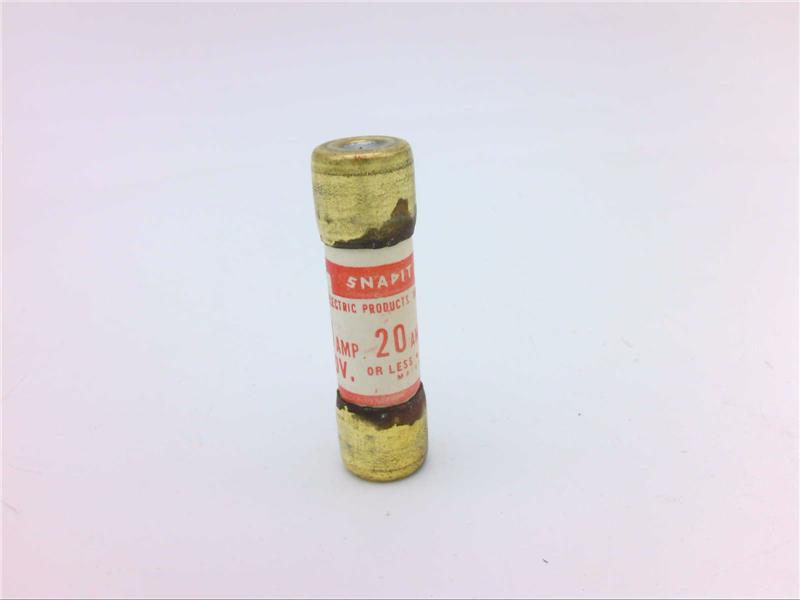 SNAPIT
ECTRIC PRODUCTS
AMP. 20
V. OR LESS